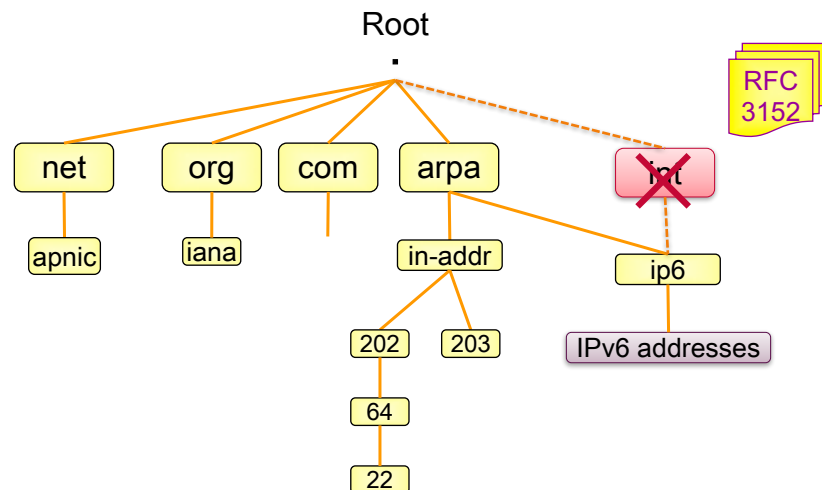 Root
.
RFC
3152
net
org
com
arpa
int
apnic
iana
in-addr
ip6
202
203
IPv6 addresses
64
22